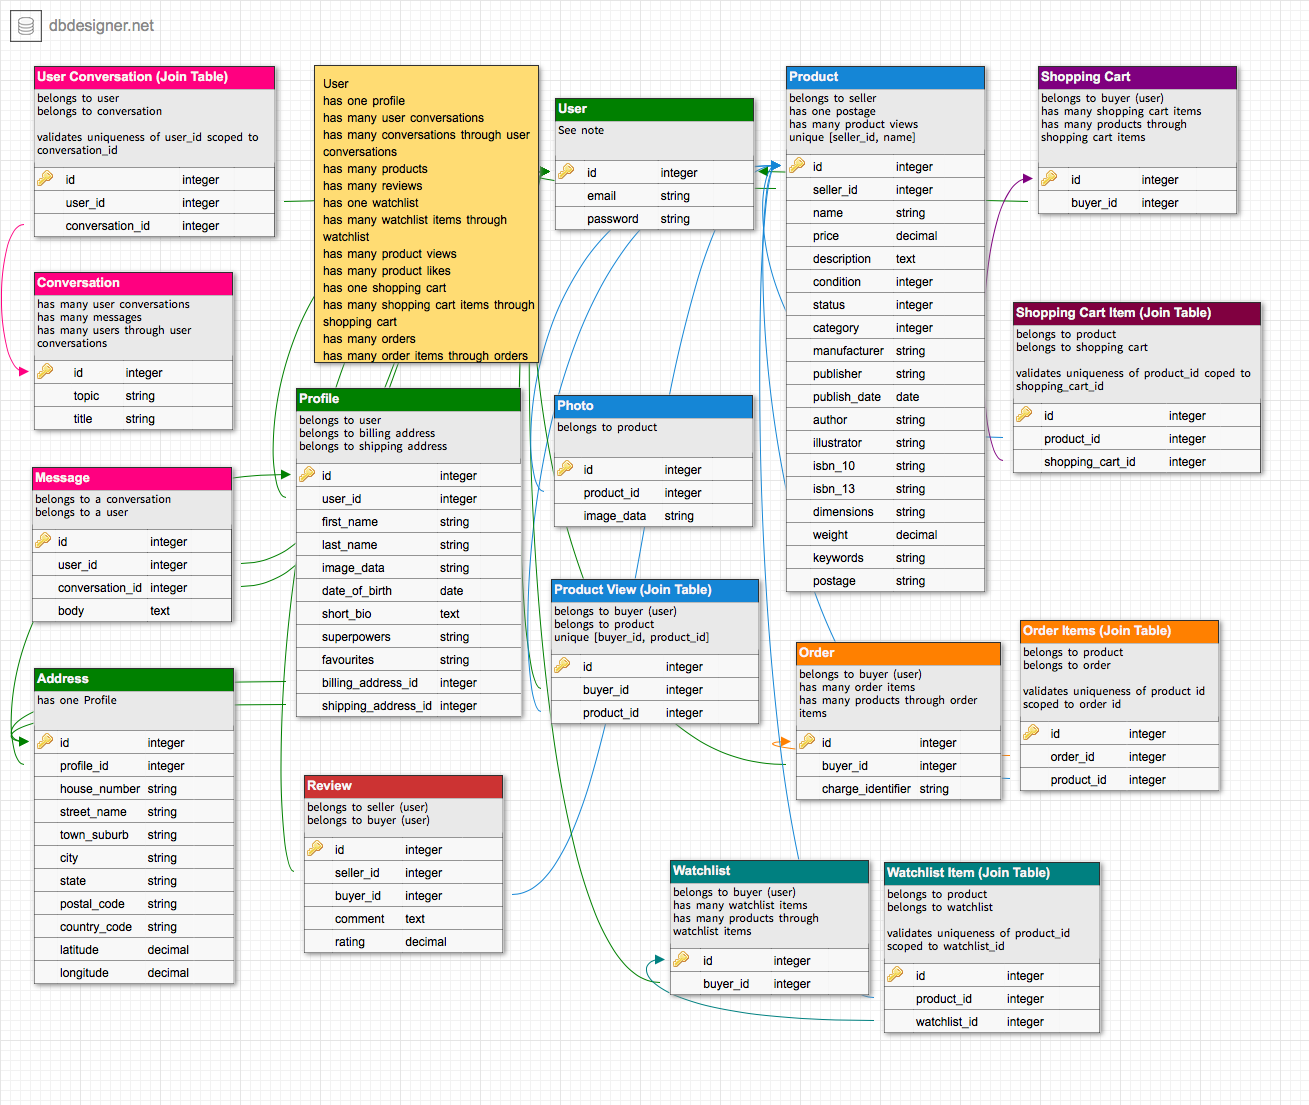 dbdesigner.net
User Conversation (Join Table)
belongs to user
belongs to conversation
validates uniqueness of user_id scoped to
conversation_id
id integer
user_id integer
conversation_id integer
Conversation
has many user conversations
has many messages
has many users through user
conversations
id integer
topic string
title string
Message
belongs to a conversation
belongs to a user
id integer
user_id integer
conversation_id integer
body text
Address
has one Profile
id integer
profile_id integer
house_number string
street_name string
town_suburb string
city string
state string
postal_code string
country_code string
latitude decimal
longitude decimal
User
has one profile
has many user conversations
has many conversations through user
conversations
has many products
has many reviews
has one watchlist
has many watchlist items through
watchlist
has many product views
has many product likes
has one shopping cart
has many shopping cart items through
shopping cart
has many orders
has many order items through orders
Profile
belongs to user
belongs to billing address
belongs to shipping address
id integer
user_id integer
first_name string
last_name string
image_data string
date_of_birth date
short_bio text
superpowers string
favourites string
billing_address_id integer
shipping_address_id integer
Review
belongs to seller (user)
belongs to buyer (user)
id integer
seller_id integer
buyer_id integer
comment text
rating decimal
User
See note
id integer
email string
password string
Photo
belongs to product
id integer
product_id integer
image_data string
Product View (Join Table)
belongs to buyer (user)
belongs to product
unique [buyer_id, product_id]
id integer
buyer_id integer
product_id integer
Product
belongs to seller
has one postage
has many product views
unique [seller_id, name]
id integer
seller_id integer
name string
price decimal
description text
condition integer
status integer
category integer
manufacturer string
publisher string
publish_date date
author string
illustrator string
isbn_10 string
isbn_13 string
dimensions string
weight decimal
keywords string
postage string
Order
belongs to buyer (user)
has many order items
has many products through order
items
id integer
buyer_id integer
charge_identifier string
Watchlist
belongs to buyer (user)
has many watchlist items
has many products through
watchlist items
id integer
buyer_id integer
Shopping Cart
belongs to buyer (user)
has many shopping cart items
has many products through
shopping cart items
id integer
buyer_id integer
Shopping Cart Item (Join Table)
belongs to product
belongs to shopping cart
validates uniqueness of product_id coped to
shopping_cart_id
id integer
product_id integer
shopping_cart_id integer
Order Items (Join Table)
belongs to product
belongs to order
validates uniqueness of product id
scoped to order id
id integer
order_id integer
product_id integer
Watchlist Item (Join Table)
belongs to product
belongs to watchlist
validates uniqueness of product_id
scoped to watchlist_id
id integer
product_id integer
watchlist_id integer